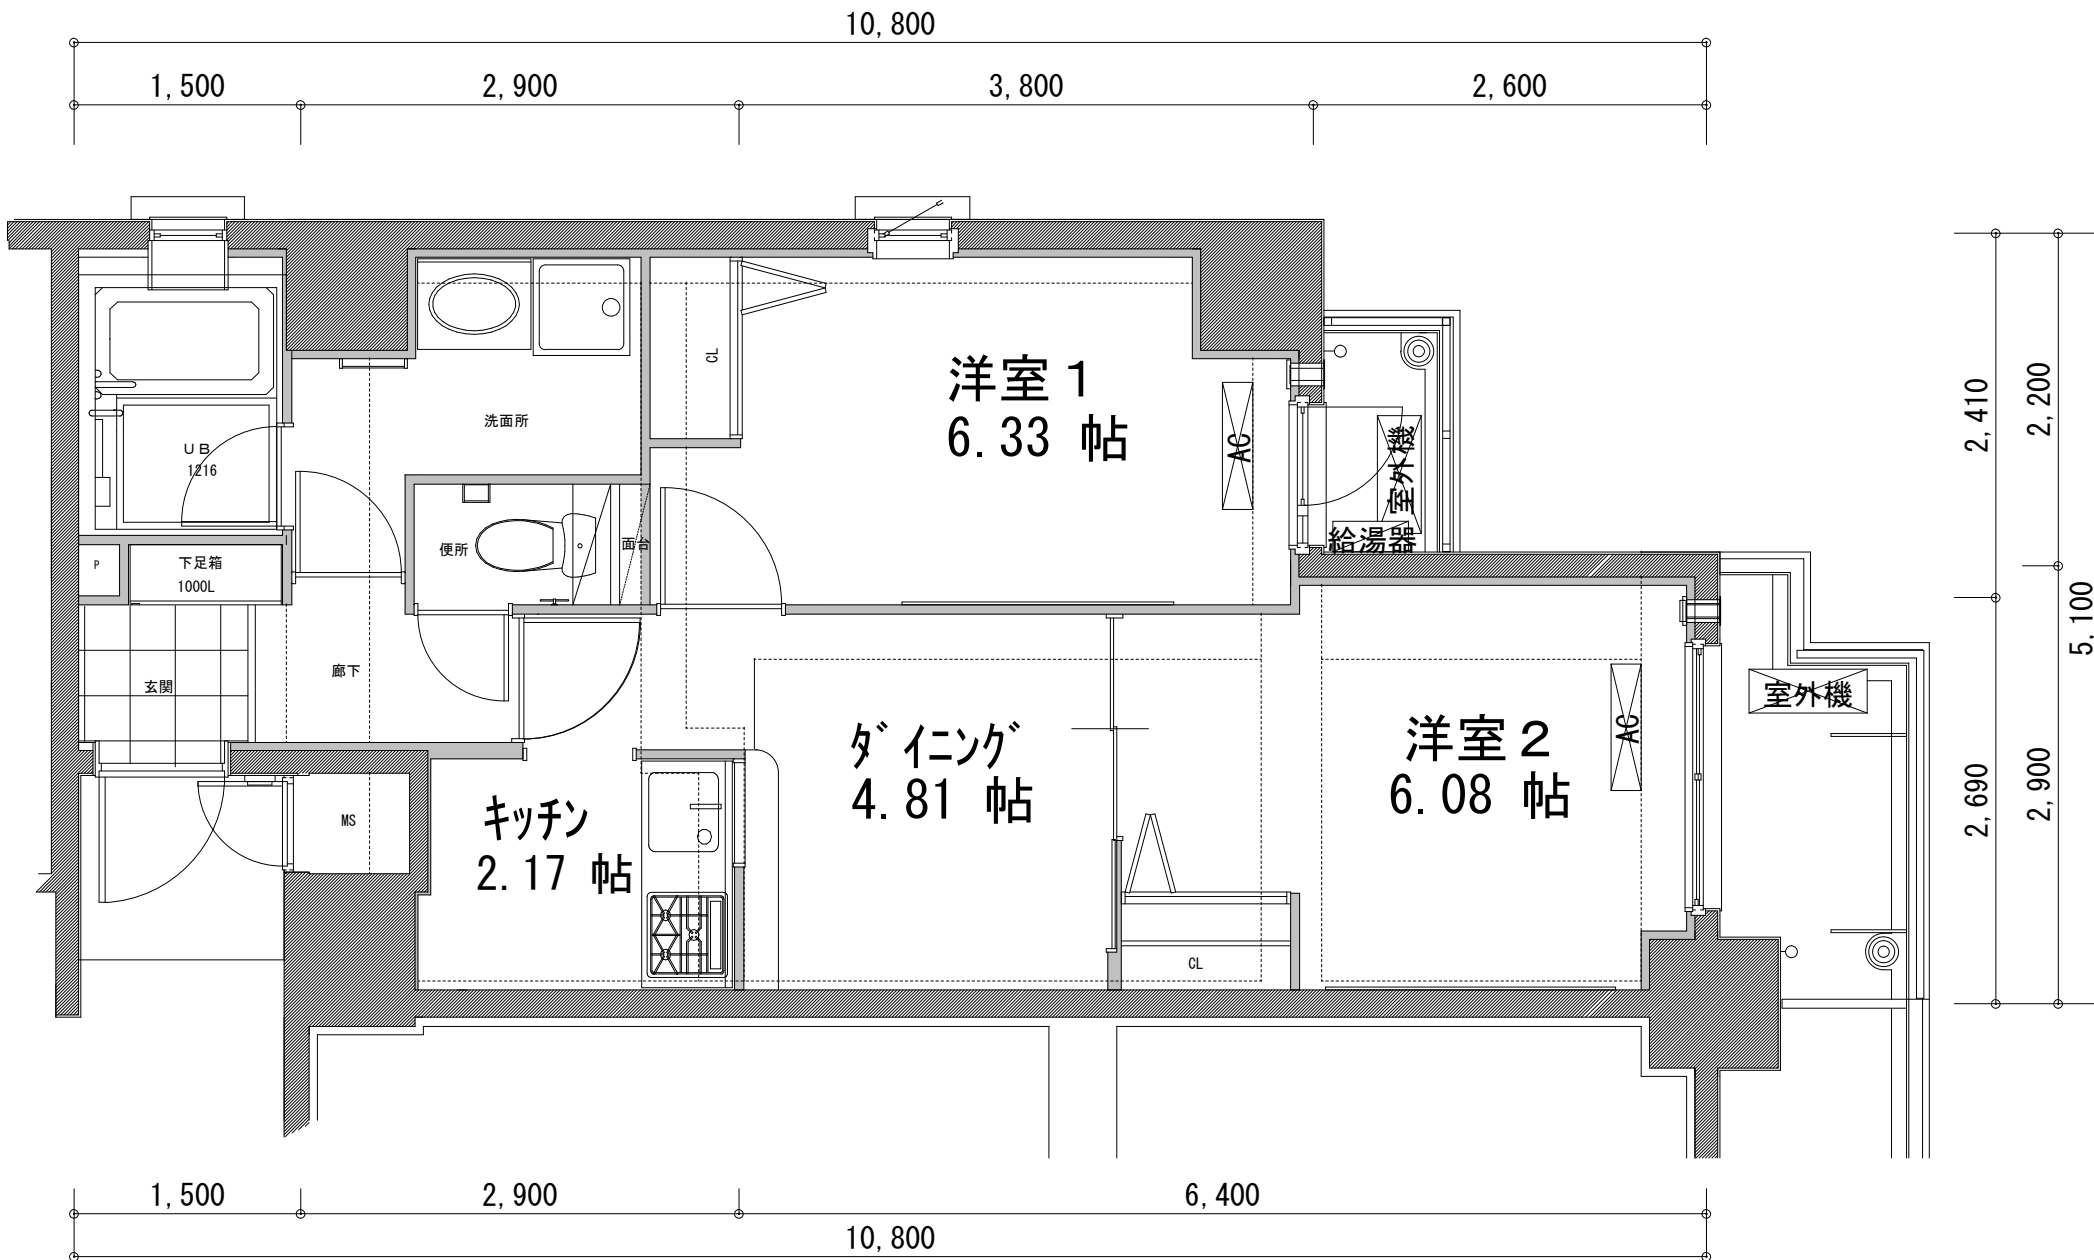 10,800
1,500
2,900
3,800
2,600
洋室１
6.33 帖
CL
AC
室外機
給湯器
洗面所
ＵＢ
1216
便所
面台
P
下足箱
1000L
玄関
廊下
MS
キッチン
2.17 帖
ダイニング
4.81 帖
洋室２
6.08 帖
AC
室外機
CL
2,410
2,200
5,100
2,690
2,900
1,500
2,900
6,400
10,800